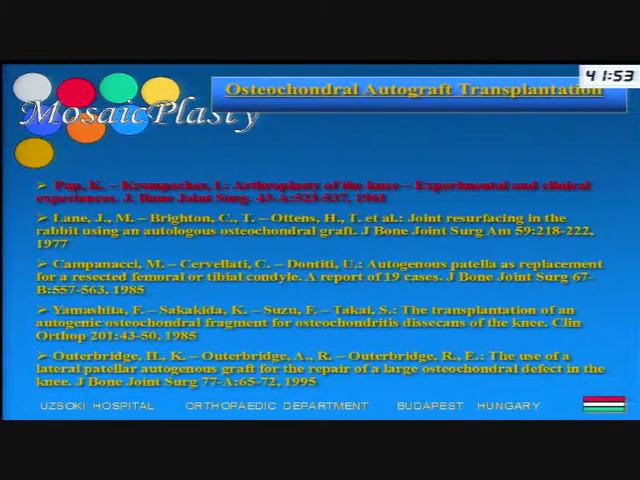 41:53
Osteochondral Autograft Transplantation
Mosaic Plasty
Pap, K. – Krompecher, I.: Arthroplasty of the knee – Experimental and clinical
experiences. J. Bone Joint Surg. 43-A:523-537, 1961
Lane, J., M. – Brighton, C., T. – Ottens, H., T. et al.: Joint resurfacing in the
rabbit using an autologous osteochondral graft. J Bone Joint Surg Am 59:218-222,
1977
Campanacci, M. – Cervellati, C. – Dontiti, U.: Autogenous patella as replacement
for a resected femoral or tibial condyle. A report of 19 cases. J Bone Joint Surg 67-
B:557-563, 1985
Yamashita, F. – Sakakida, K. – Suzu, F. – Takai, S.: The transplantation of an
autogenic osteochondral fragment for osteochondritis dissecans of the knee. Clin
Orthop 201:43-50, 1985
Outerbridge, H., K. – Outerbridge, A., R. – Outerbridge, R., E.: The use of a
lateral patellar autogenous graft for the repair of a large osteochondral defect in the
knee. J Bone Joint Surg 77-A:65-72, 1995
UZSOKI HOSPITAL ORTHOPAEDIC DEPARTMENT BUDAPEST HUNGARY